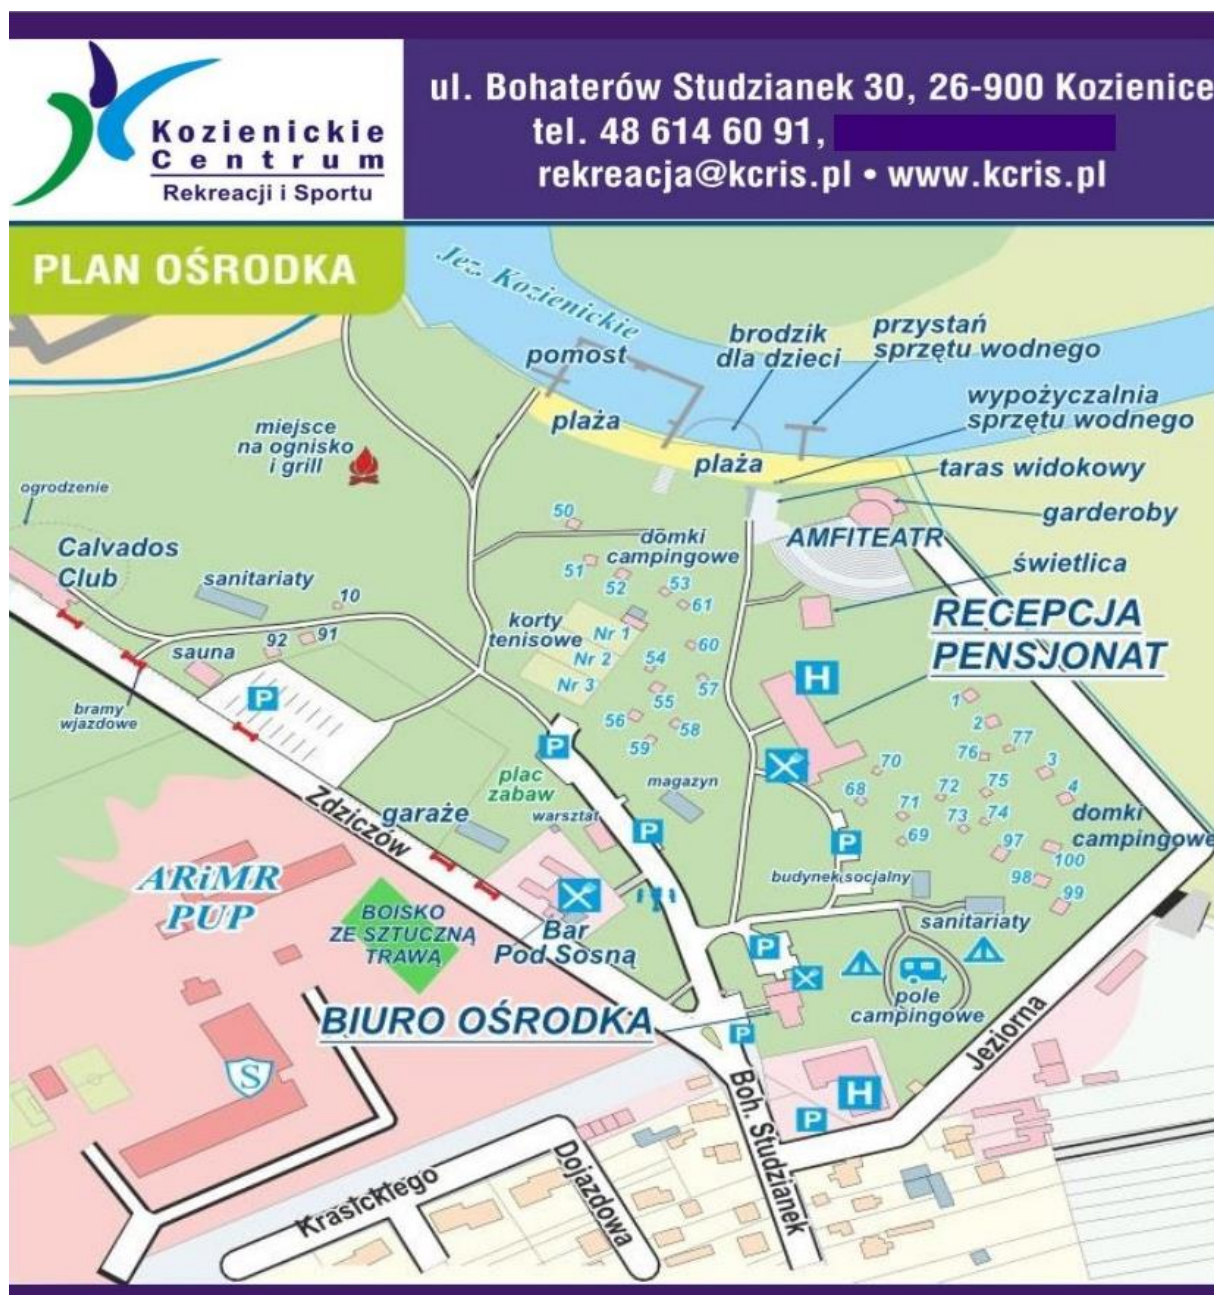 Kozienickie
Centrum
Rekreacji i Sportu
ul. Bohaterów Studzianek 30, 26-900 Kozienice
tel. 48 614 60 91,
rekreacja@kcris.pl • www.kcris.pl
PLAN OŚRODKA
Jez. Kozienickie
pomost
brodzik
dla dzieci
przystań
sprzętu wodnego
plaża
wypożyczalnia
sprzętu wodnego
plaża
taras widokowy
miejsce
na ognisko
i grill
ogrodzenie
garderoby
50
AMFITEATR
domki
campingowe
Calvados
Club
świetlica
51
52
53
61
sanitariaty
10
RECEPCJA
PENSJONAT
korty
tenisowe
Nr 1
Nr 2
Nr 3
92
91
sauna
60
54
57
55
H
P
bramy
wjazdowe
56
58
59
1
2
77
76
3
P
plac
zabaw
magazyn
70
68
72
75
4
71
73
74
69
97
domki
campingowe
100
98
99
Zdziczów
garaże
warsztat
P
P
ARiMR
PUP
BOISKO
ZE SZTUCZNĄ
TRAWĄ
Bar
Pod Sosną
budynek socjalny
sanitariaty
P
pole
campingowe
BIURO OŚRODKA
P
Jeziorna
S
H
P
Boh. Studzianek
Krasickiego
Dojazdowa